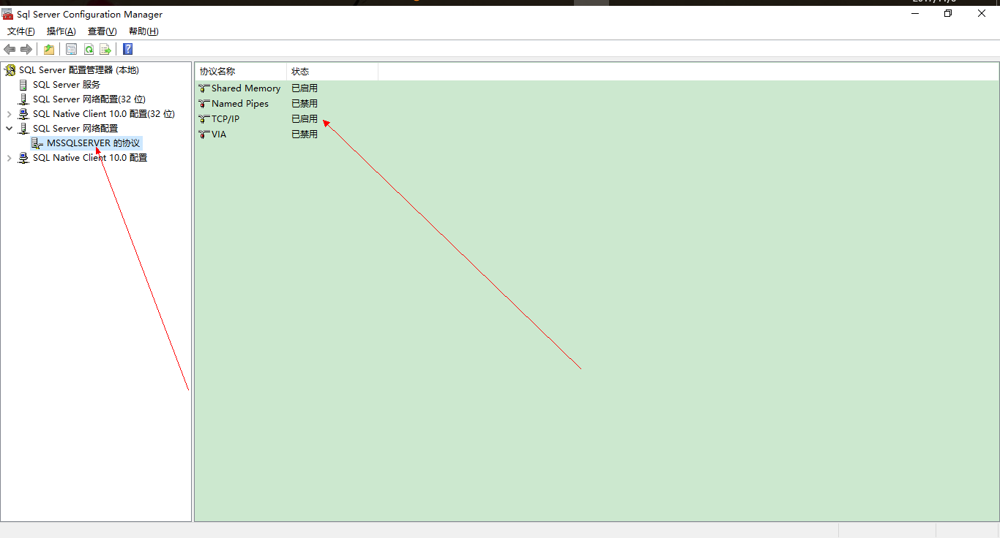 Sql Server Configuration Manager
文件(F) 操作(A) 查看(V) 帮助(H)
SQL Server 配置管理器 (本地)
SQL Server 服务
SQL Server 网络配置(32 位)
SQL Native Client 10.0 配置(32 位)
SQL Server 网络配置
MSSQLSERVER 的协议
SQL Native Client 10.0 配置
协议名称 状态
Shared Memory 已启用
Named Pipes 已禁用
TCP/IP 已启用
VIA 已禁用